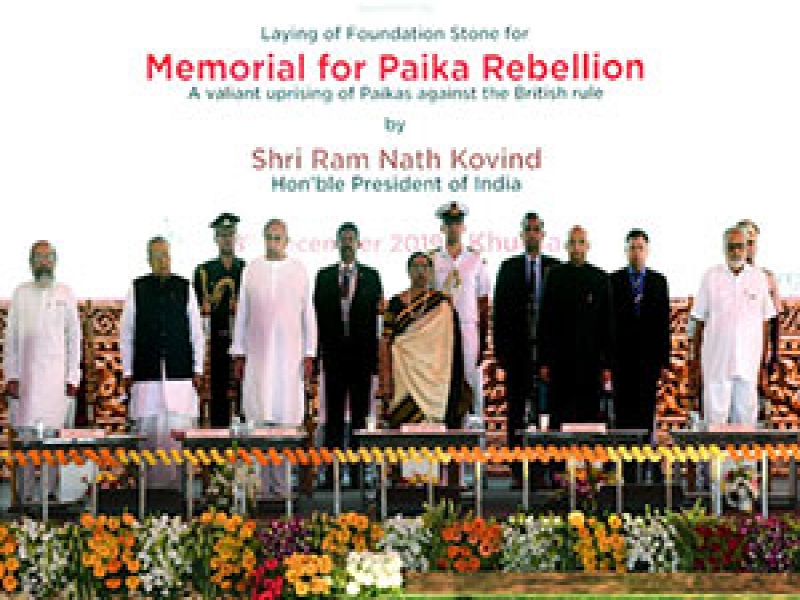 Laying of Foundation Stone for
Memorial for Paika Rebellion
A valiant uprising of Paikas against the British rule
by
Shri Ram Nath Kovind
Hon'ble President of India
2019